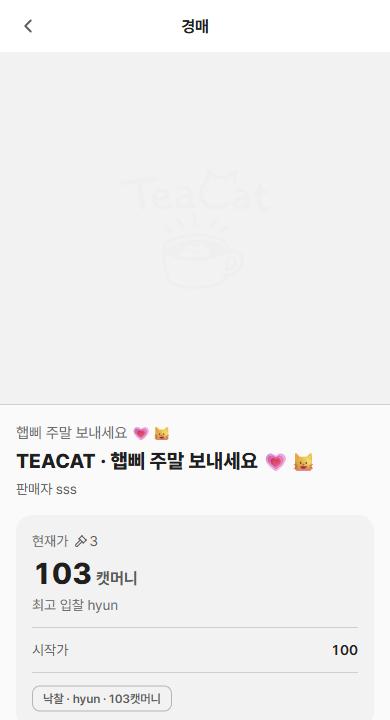 경매
TeaCat
햅삐 주말 보내세요 💗 😺
TEACAT · 햅삐 주말 보내세요 💗 😺
판매자 sss
현재가 3
103 캣머니
최고 입찰 hyun
시작가 100
낙찰 · hyun · 103캣머니